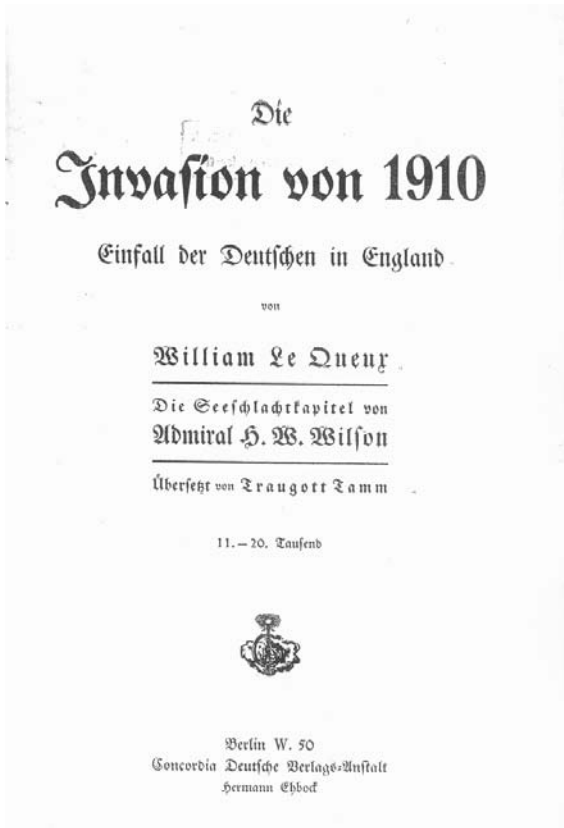 Die
Invasion von 1910
Einfall der Deutschen in England
von
William Le Queux
Die Seeschlachtkapitel von
Admiral H. W. Wilson
Übersetzt von Traugott Tamm
11.—20. Tausend
Berlin W. 50
Concordia Deutsche Verlags-Anstalt
Hermann Ehbock